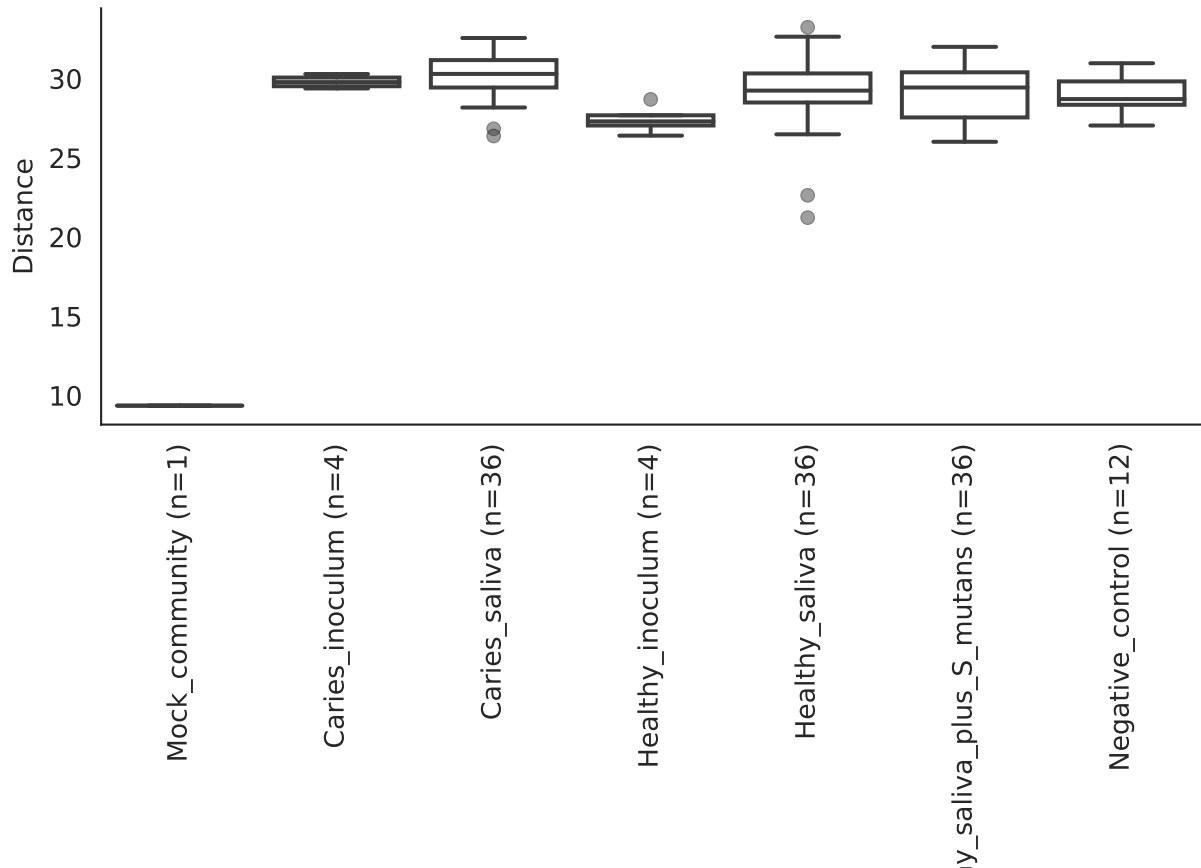 Distance
30
25
20
15
10
Mock_community (n=1)
Caries_inoculum (n=4)
Caries_saliva (n=36)
Healthy_inoculum (n=4)
Healthy_saliva (n=36)
y_saliva_plus_S_mutans (n=36)
Negative_control (n=12)